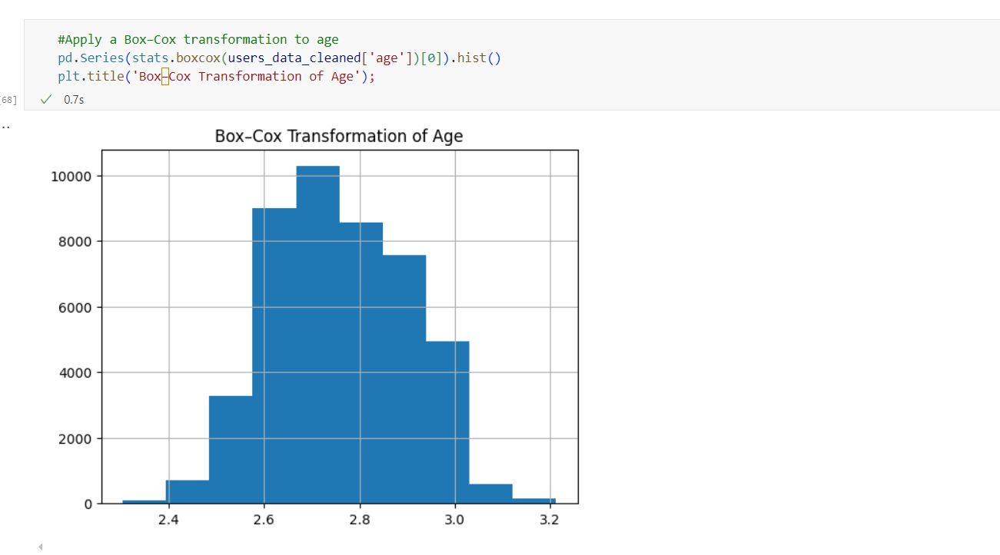 #Apply a Box–Cox transformation to age
pd.Series(stats.boxcox(users_data_cleaned['age'])[0]).hist()
plt.title('Box–Cox Transformation of Age');
68]
✓ 0.7s
..
Box–Cox Transformation of Age
10000
8000
6000
4000
2000
0
2.4 2.6 2.8 3.0 3.2